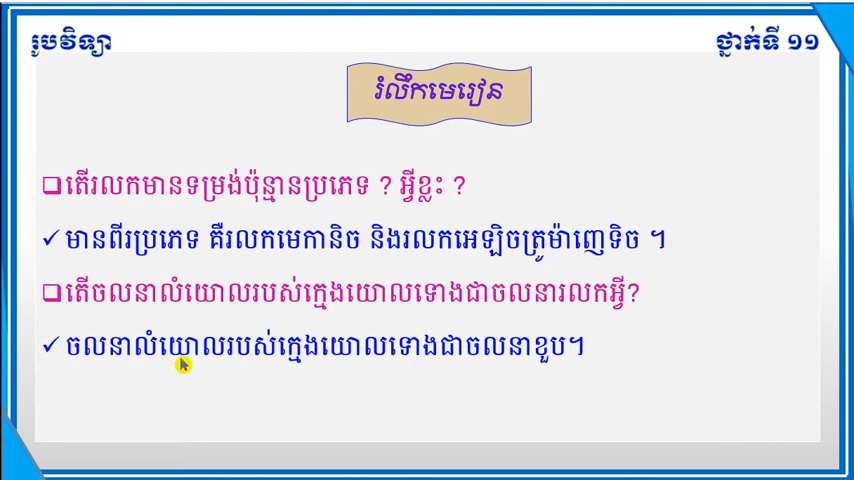 រូបវិទ្យា
ថ្នាក់ទី ១១
រំលឹកមេរៀន
តើរលកមានទម្រង់ប៉ុន្មានប្រភេទ ? អ្វីខ្លះ ?
មានពីរប្រភេទ គឺរលកមេកានិច និងរលកអេឡិចត្រូម៉ាញេទិច ។
តើចលនាលំយោលរបស់ក្មេងយោលទោងជាចលនារលកអ្វី?
ចលនាលំយោលរបស់ក្មេងយោលទោងជាចលនាខួប។